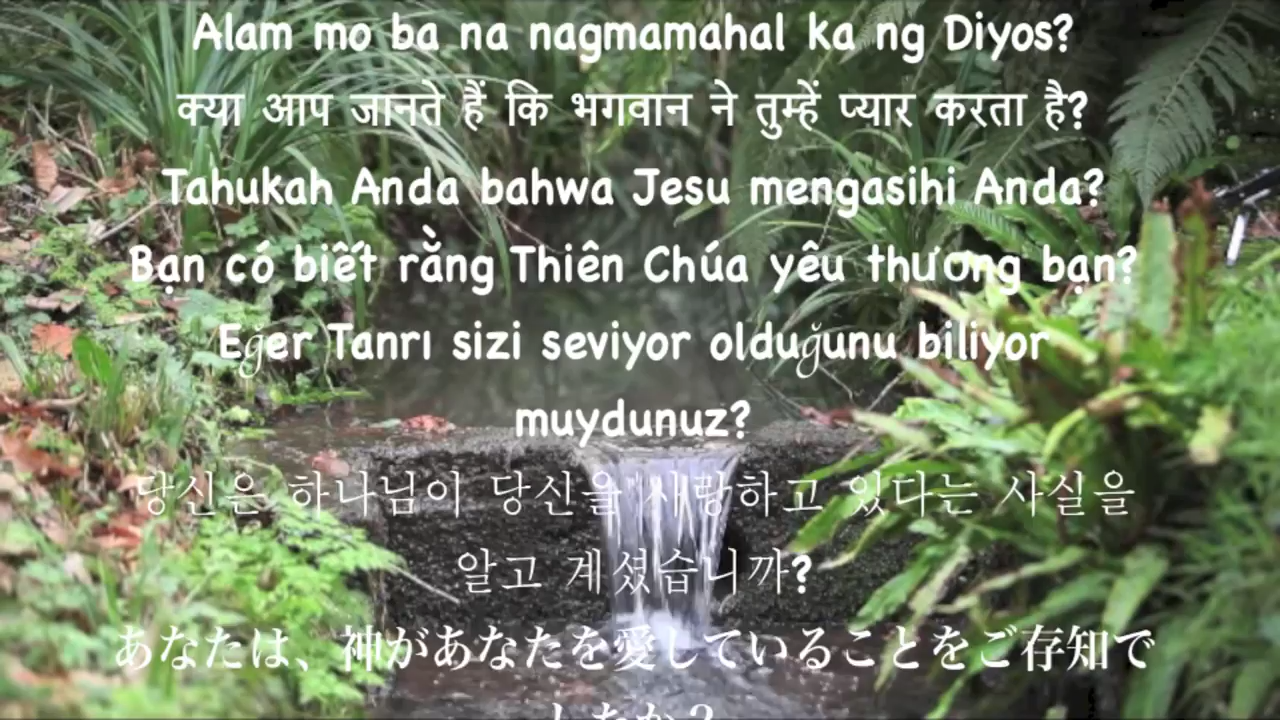 Alam mo ba na nagmamahal ka ng Diyos?
क्या आप जानते हैं कि भगवान ने तुम्हें प्यार करता है?
Tahukah Anda bahwa Jesu mengasihi Anda?
Bạn có biết rằng Thiên Chúa yêu thương bạn?
Eğer Tanrı sizi seviyor olduğunu biliyor
muydunuz?
당신은 하나님이 당신을 사랑하고 있다는 사실을
알고 계셨습니까?
あなたは、神があなたを愛していることをご存知で
したか？